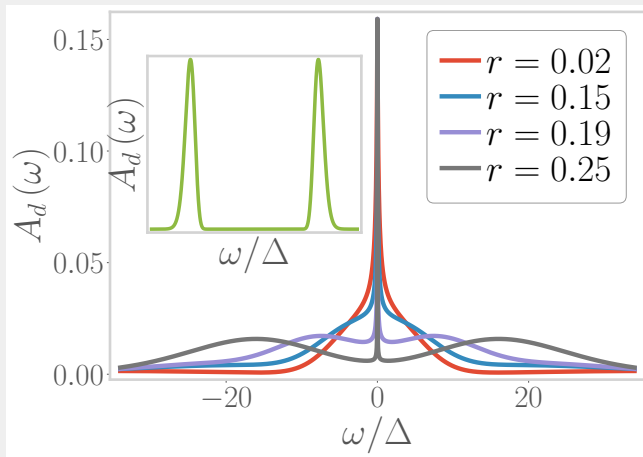 0.15
0.10
0.05
0.00
A_d(ω)
−20
0
20
ω/Δ
A_d(ω)
ω/Δ
r = 0.02
r = 0.15
r = 0.19
r = 0.25